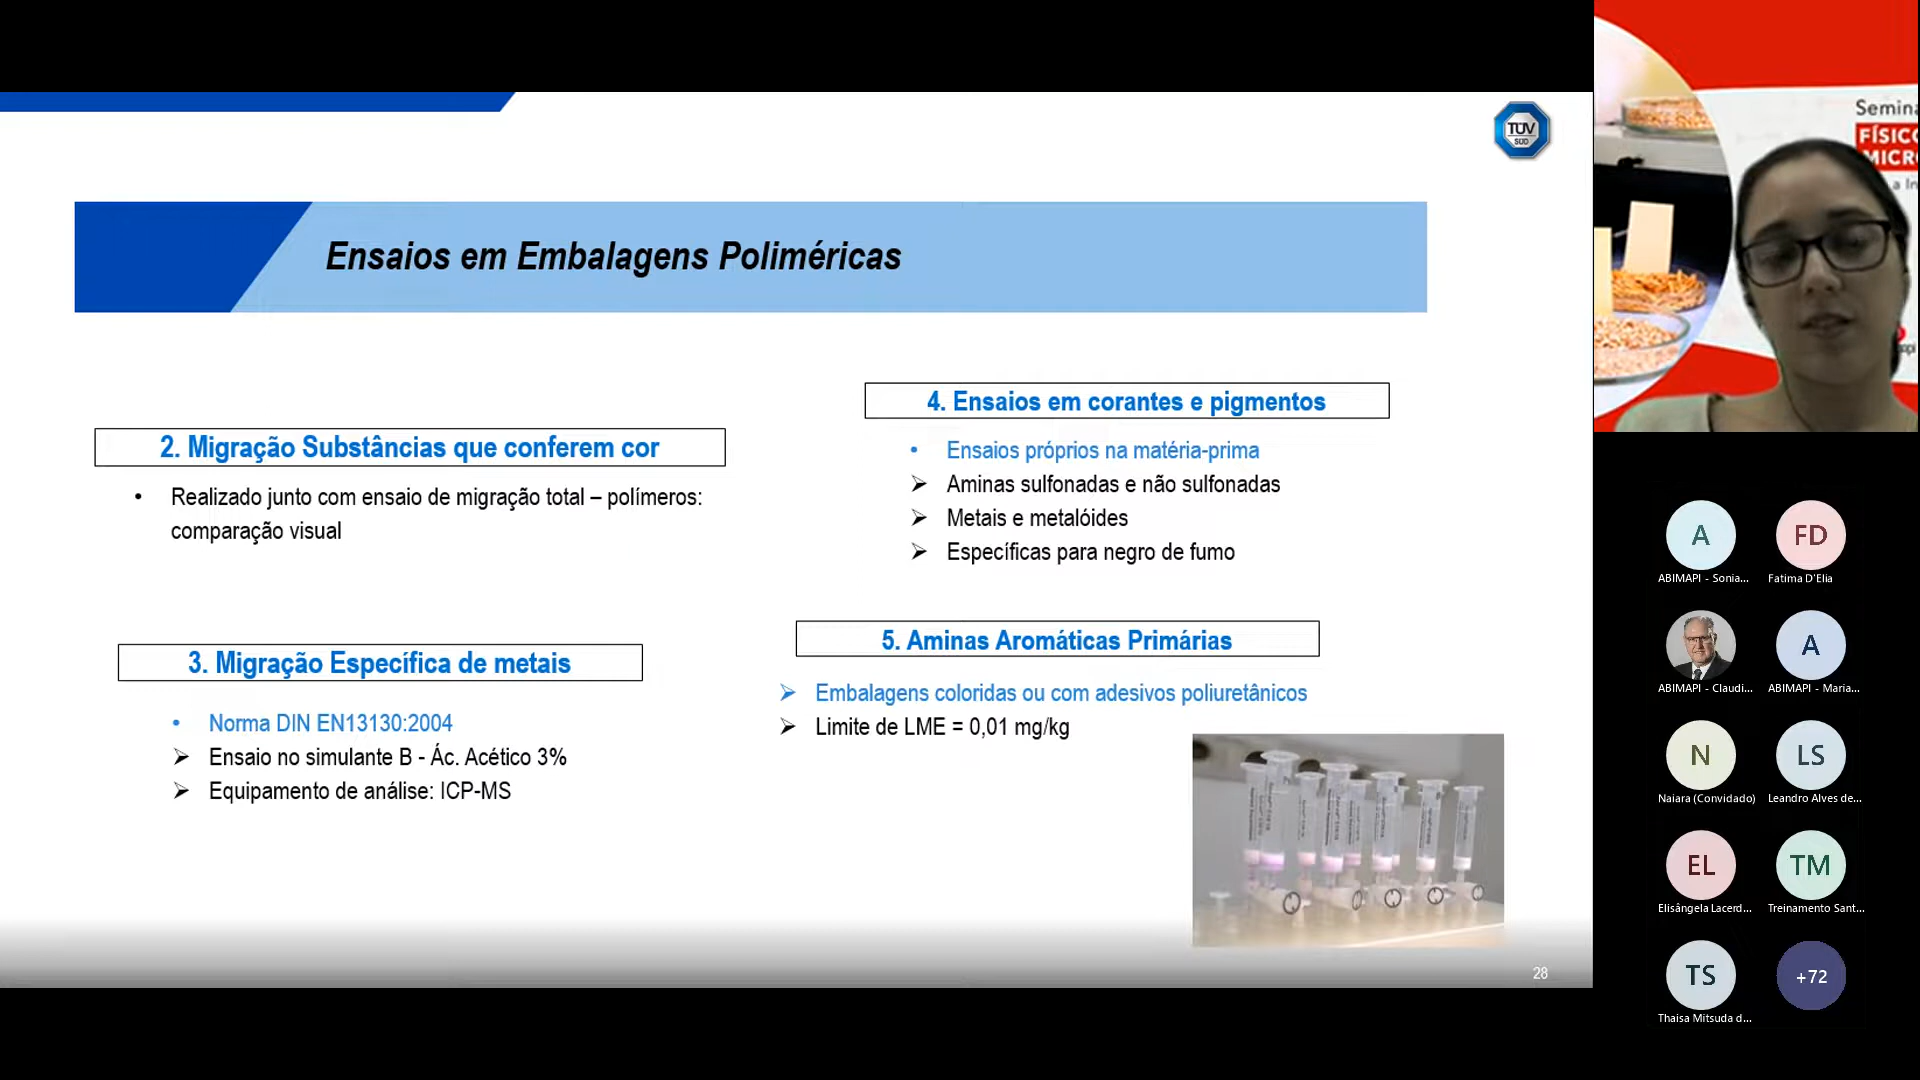 TÜV
SÜD
Ensaios em Embalagens Poliméricas
2. Migração Substâncias que conferem cor
• Realizado junto com ensaio de migração total – polímeros:
comparação visual
3. Migração Específica de metais
• Norma DIN EN13130:2004
➢ Ensaio no simulante B - Ác. Acético 3%
➢ Equipamento de análise: ICP-MS
4. Ensaios em corantes e pigmentos
• Ensaios próprios na matéria-prima
➢ Aminas sulfonadas e não sulfonadas
➢ Metais e metalóides
➢ Específicas para negro de fumo
5. Aminas Aromáticas Primárias
➢ Embalagens coloridas ou com adesivos poliuretânicos
➢ Limite de LME = 0,01 mg/kg
28
Semina
FÍSICO
MICR
a In
A
FD
ABIMAPI - Sonia...
Fatima D'Elia
A
ABIMAPI - Claudi...
ABIMAPI - Maria...
N
LS
Naiara (Convidado)
Leandro Alves de...
EL
TM
Elisângela Lacerd...
Treinamento Sant...
TS
+72
Thaisa Mitsuda d...